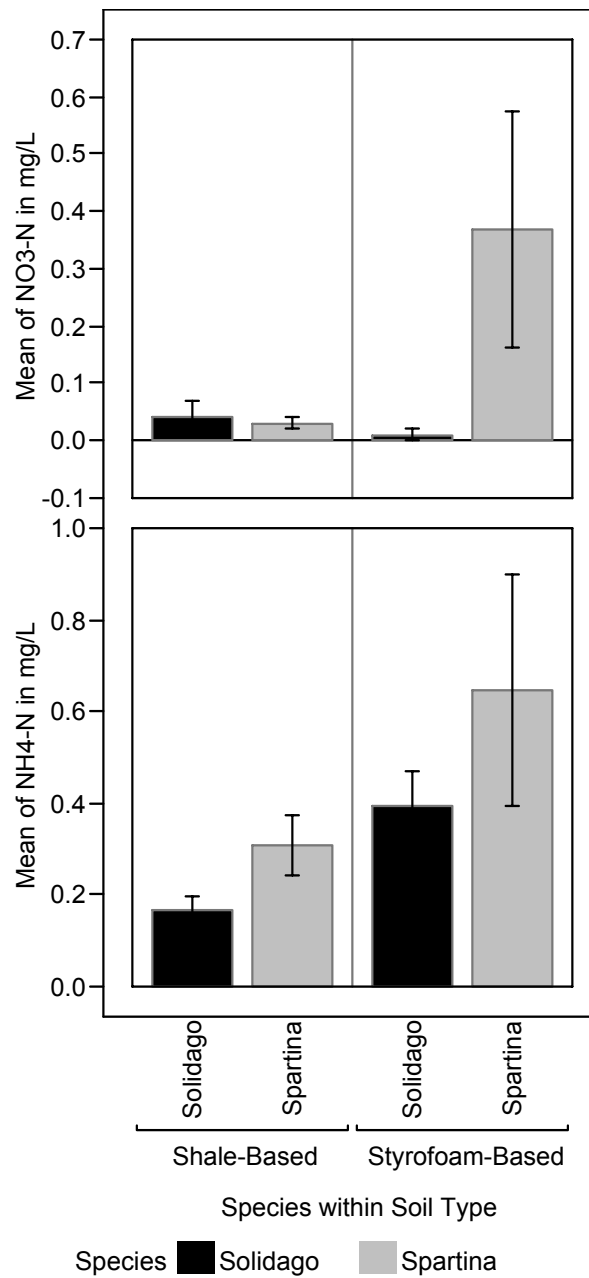 Mean of NO3-N in mg/L
0.7
0.6
0.5
0.4
0.3
0.2
0.1
0.0
-0.1
Mean of NH4-N in mg/L
1.0
0.8
0.6
0.4
0.2
0.0
Solidago
Spartina
Solidago
Spartina
Shale-Based
Styrofoam-Based
Species within Soil Type
Species Solidago Spartina